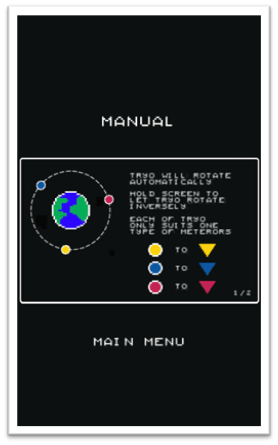 MANUAL
TRYO WILL ROTATE
AUTOMATICALLY
HOLD SCREEN TO
LET TRYO ROTATE
INVERSELY
EACH OF TRYO
ONLY SUITS ONE
TYPE OF METERORS
TO
TO
TO
1/2
MAIN MENU